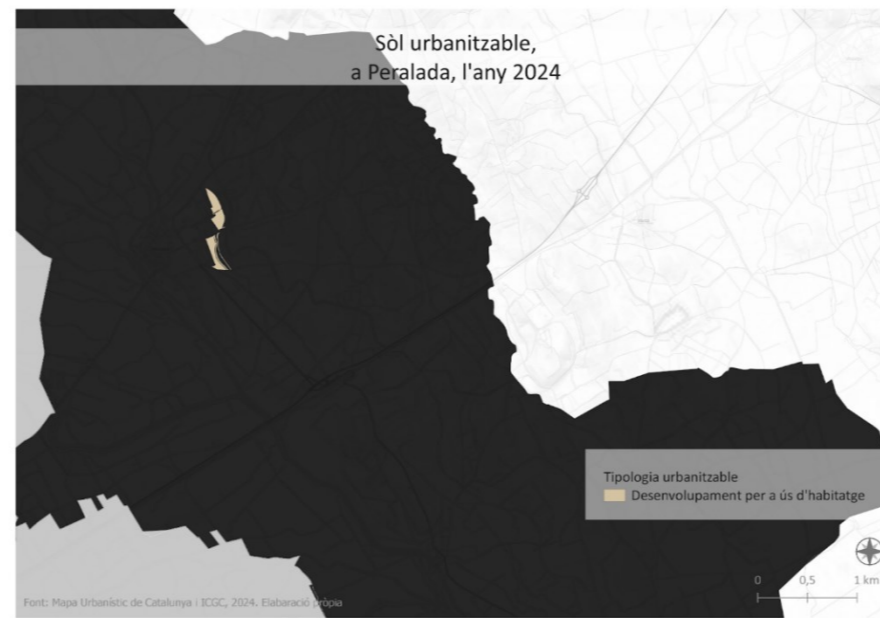 Sòl urbanitzable,
a Peralada, l'any 2024
Tipologia urbanitzable
Desenvolupament per a ús d'habitatge
0 0,5 1 km
Font: Mapa Urbanístic de Catalunya i ICGC, 2024. Elabaració pròpia